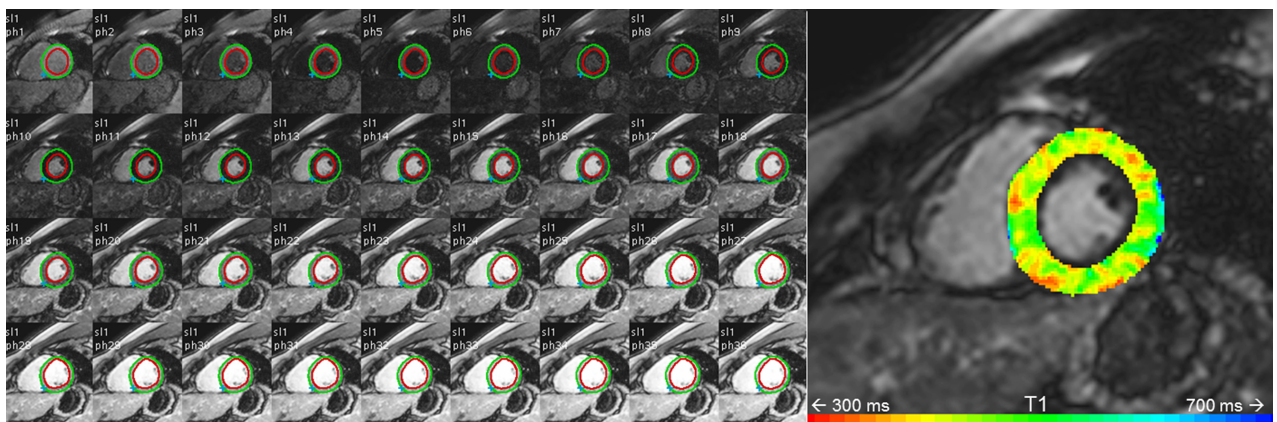 sl1 sl1 sl1 sl1 sl1 sl1 sl1 sl1 sl1
ph1 ph2 ph3 ph4 ph5 ph6 ph7 ph8 ph9
sl1 sl1 sl1 sl1 sl1 sl1 sl1 sl1 sl1
ph10 ph11 ph12 ph13 ph14 ph15 ph16 ph17 ph18
sl1 sl1 sl1 sl1 sl1 sl1 sl1 sl1 sl1
ph19 ph20 ph21 ph22 ph23 ph24 ph25 ph26 ph27
sl1 sl1 sl1 sl1 sl1 sl1 sl1 sl1 sl1
ph28 ph29 ph30 ph31 ph32 ph33 ph34 ph35 ph36
← 300 ms T1 700 ms →